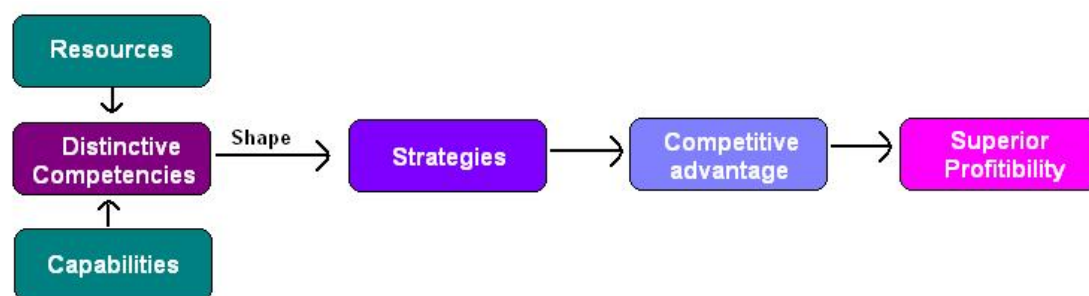 Resources
Distinctive
Competencies
Shape
Strategies
Competitive
advantage
Superior
Profitibility
Capabilities